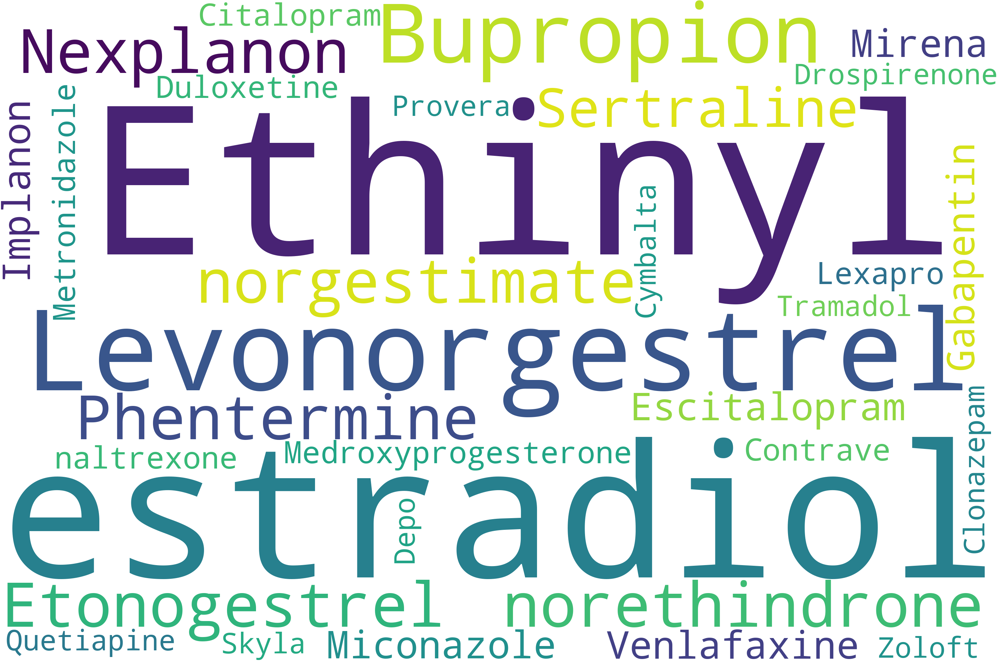 Citalopram
Bupropion
Nexplanon
Mirena
Duloxetine
Drospirenone
Provera
Sertraline
Implanon
Metronidazole
Ethinyl
Gabapentin
Cymbalta
norgestimate
Lexapro
Tramadol
Levonorgestrel
Phentermine
Escitalopram
Clonazepam
naltrexone
Medroxyprogesterone
Contrave
estradiol
Depo
Etonogestrel
norethindrone
Quetiapine
Skyla
Miconazole
Venlafaxine
Zoloft